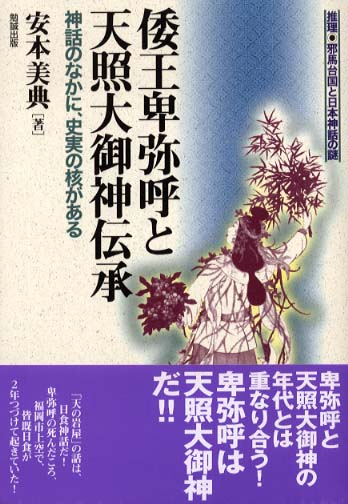 推理●邪馬台国と日本神話の謎
倭王卑弥呼と
天照大御神伝承
神話のなかに、史実の核がある
安本美典[著]
勉誠出版
卑弥呼と
天照大御神の
年代とは
重なり合う!
卑弥呼は
天照大御神
だ!!
「天の岩屋」の話は、
日食神話だ!
卑弥呼の死んだころ、
福岡市上空で、
皆既日食が
2年つづけて起きていた!